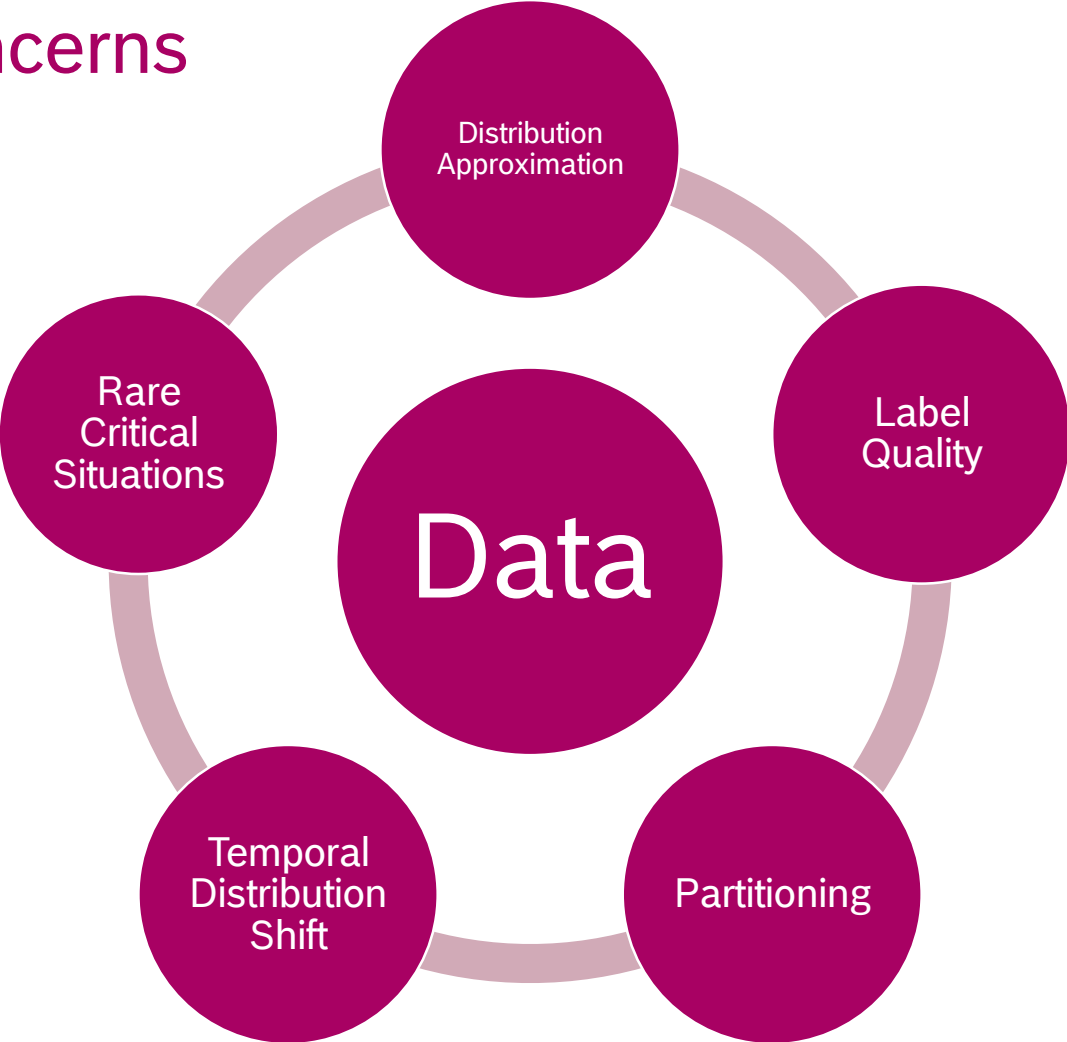 ncerns
Distribution
Approximation
Rare
Critical
Situations
Label
Quality
Data
Temporal
Distribution
Shift
Partitioning